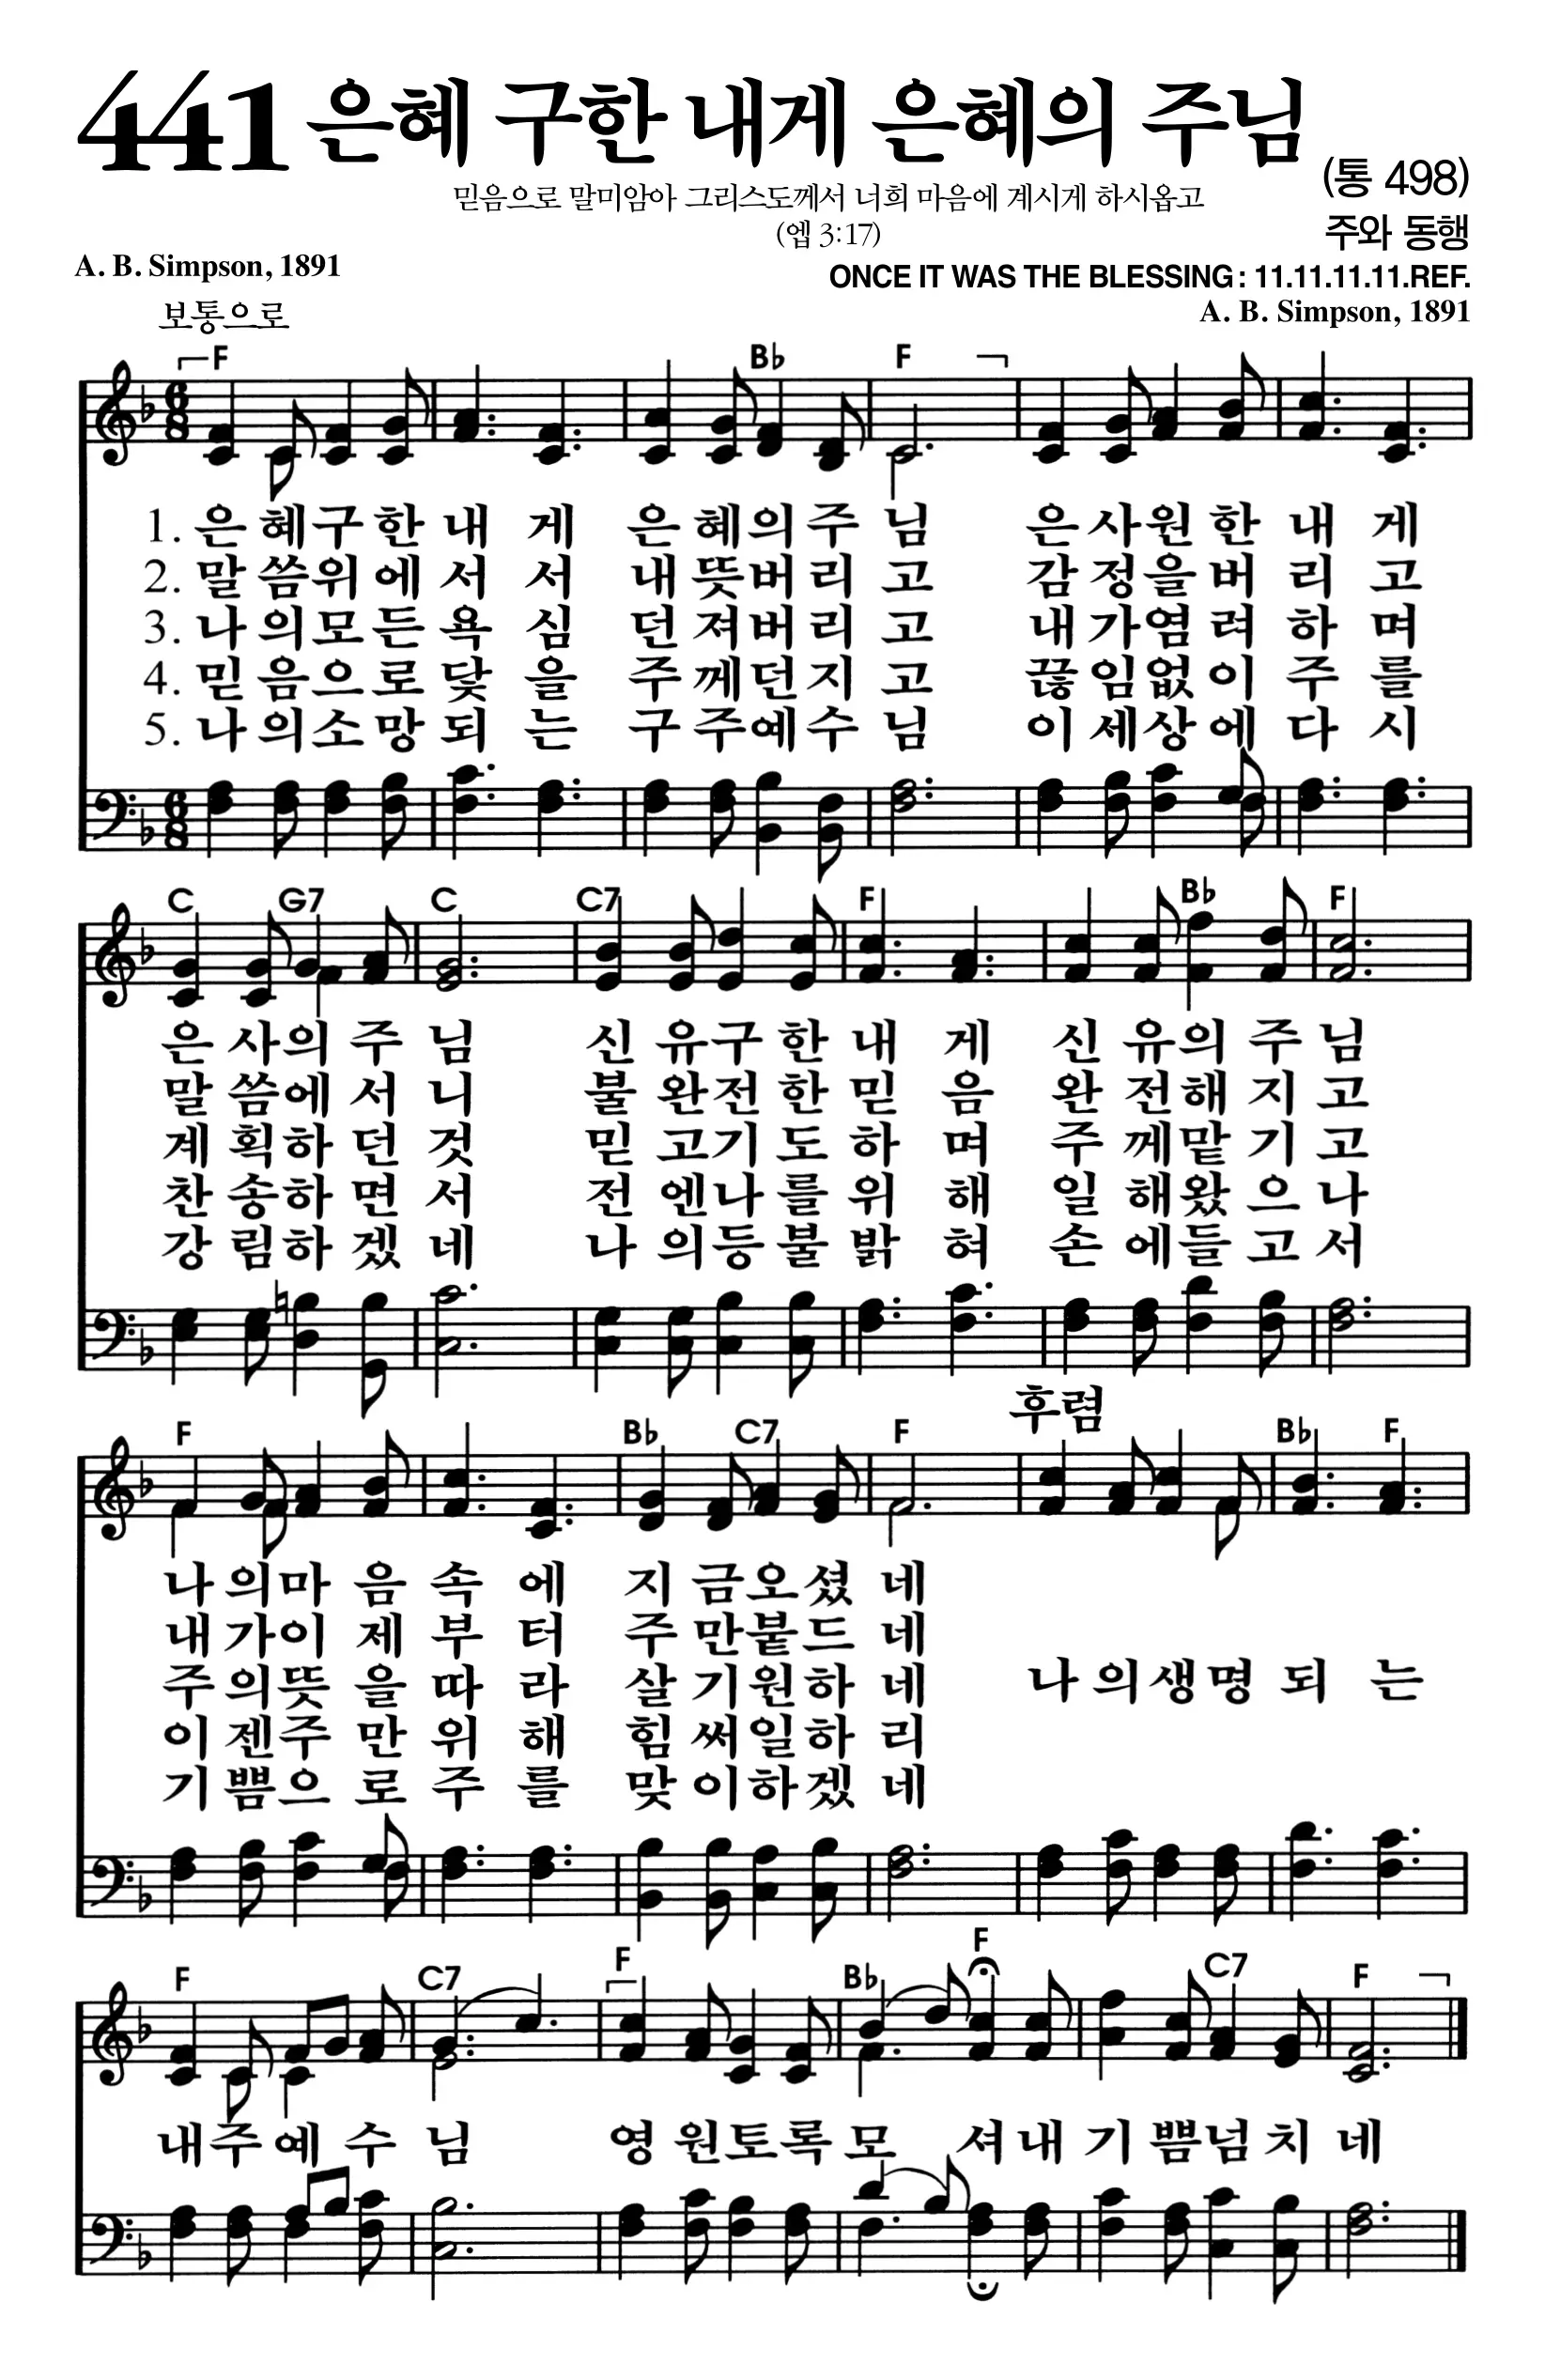 441 은혜 구한 내게 은혜의 주님
(통 498)
믿음으로 말미암아 그리스도께서 너희 마음에 계시게 하시옵고
(엡 3:17)
주와 동행
A. B. Simpson, 1891
ONCE IT WAS THE BLESSING : 11.11.11.11.REF.
보통으로
A. B. Simpson, 1891
F B♭ F
6 8
1. 은 혜 구 한 내 게 은 혜 의 주 님 은 사 원 한 내 게
2. 말 씀 위 에 서 서 내 뜻 버 리 고 감 정 을 버 리 고
3. 나 의 모 든 욕 심 던 져 버 리 고 내 가 염 려 하 며
4. 믿 음 으 로 닻 을 주 께 던 지 고 끊 임 없 이 주 를
5. 나 의 소 망 되 는 구 주 예 수 님 이 세 상 에 다 시
6 8
C G7 C C7 F B♭ F
은 사 의 주 님 신 유 구 한 내 게 신 유 의 주 님
말 씀 에 서 니 불 완 전 한 믿 음 완 전 해 지 고
계 획 하 던 것 믿 고 기 도 하 며 주 께 맡 기 고
찬 송 하 면 서 전 엔 나 를 위 해 일 해 왔 으 나
강 림 하 겠 네 나 의 등 불 밝 혀 손 에 들 고 서
후렴
F B♭ C7 F B♭ F
나 의 마 음 속 에 지 금 오 셨 네
내 가 이 제 부 터 주 만 붙 드 네
주 의 뜻 을 따 라 살 기 원 하 네 나 의 생 명 되 는
이 젠 주 만 위 해 힘 써 일 하 리
기 쁨 으 로 주 를 맞 이 하 겠 네
F C7 F B♭ F C7 F
내 주 예 수 님 영 원 토 록 모 셔 내 기 쁨 넘 치 네